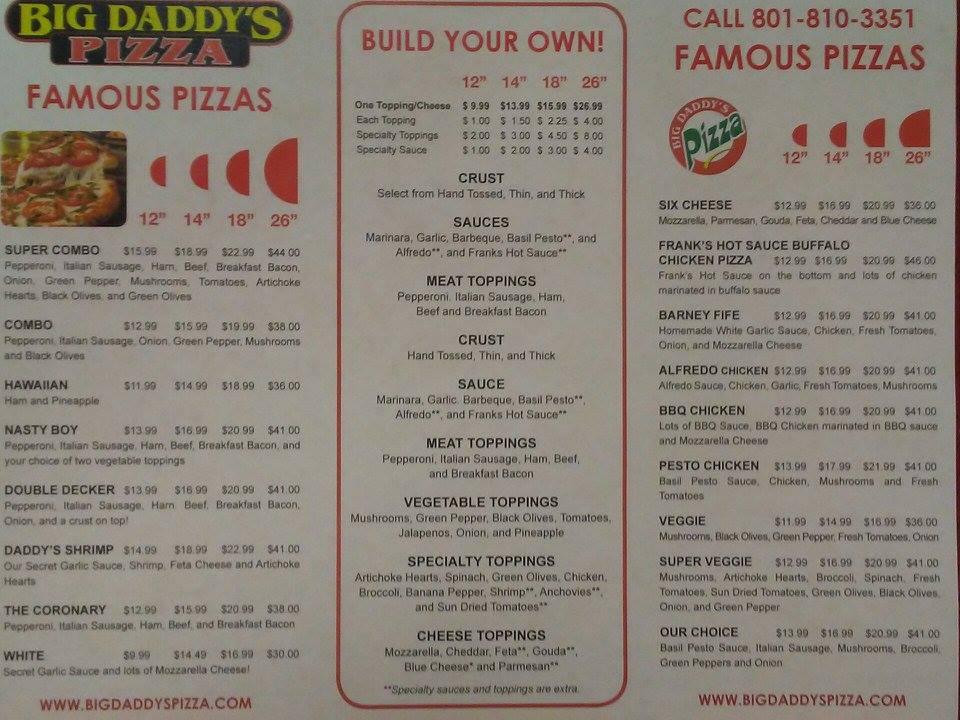 BIG DADDY'S
PIZZA
FAMOUS PIZZAS
12" 14" 18" 26"
SUPER COMBO $15.99 $18.99 $22.99 $44.00
Pepperoni, Italian Sausage, Ham, Beef, Breakfast Bacon,
Onion, Green Pepper, Mushrooms, Tomatoes, Artichoke
Hearts, Black Olives, and Green Olives
COMBO $12.99 $15.99 $19.99 $38.00
Pepperoni, Italian Sausage, Onion, Green Pepper, Mushrooms
and Black Olives
HAWAIIAN $11.99 $14.99 $18.99 $36.00
Ham and Pineapple
NASTY BOY $13.99 $16.99 $20.99 $41.00
Pepperoni, Italian Sausage, Ham, Beef, Breakfast Bacon, and
your choice of two vegetable toppings
DOUBLE DECKER $13.99 $16.99 $20.99 $41.00
Pepperoni, Italian Sausage, Ham, Beef, Breakfast Bacon,
Onion, and a crust on top!
DADDY'S SHRIMP $14.99 $18.99 $22.99 $41.00
Our Secret Garlic Sauce, Shrimp, Feta Cheese and Artichoke
Hearts
THE CORONARY $12.99 $15.99 $20.99 $38.00
Pepperoni, Italian Sausage, Ham, Beef, and Breakfast Bacon
WHITE $9.99 $14.49 $16.99 $30.00
Secret Garlic Sauce and lots of Mozzarella Cheese!
WWW.BIGDADDYSPIZZA.COM
BUILD YOUR OWN!
12" 14" 18" 26"
One Topping/Cheese $ 9.99 $13.99 $15.99 $26.99
Each Topping $ 1.00 $ 1.50 $ 2.25 $ 4.00
Specialty Toppings $ 2.00 $ 3.00 $ 4.50 $ 8.00
Specialty Sauce $ 1.00 $ 2.00 $ 3.00 $ 4.00
CRUST
Select from Hand Tossed, Thin, and Thick
SAUCES
Marinara, Garlic, Barbeque, Basil Pesto**, and
Alfredo**, and Franks Hot Sauce**
MEAT TOPPINGS
Pepperoni. Italian Sausage, Ham,
Beef and Breakfast Bacon
CRUST
Hand Tossed, Thin, and Thick
SAUCE
Marinara, Garlic. Barbeque, Basil Pesto**,
Alfredo**, and Franks Hot Sauce**
MEAT TOPPINGS
Pepperoni, Italian Sausage, Ham, Beef,
and Breakfast Bacon
VEGETABLE TOPPINGS
Mushrooms, Green Pepper, Black Olives, Tomatoes,
Jalapenos, Onion, and Pineapple
SPECIALTY TOPPINGS
Artichoke Hearts, Spinach, Green Olives, Chicken,
Broccoli, Banana Pepper, Shrimp**, Anchovies**,
and Sun Dried Tomatoes**
CHEESE TOPPINGS
Mozzarella, Cheddar, Feta**, Gouda**,
Blue Cheese* and Parmesan**
**Specialty sauces and toppings are extra.
CALL 801-810-3351
FAMOUS PIZZAS
BIG DADDY'S
Pizza
12" 14" 18" 26"
SIX CHEESE $12.99 $16.99 $20.99 $36.00
Mozzarella, Parmesan, Gouda, Feta, Cheddar and Blue Cheese
FRANK'S HOT SAUCE BUFFALO
CHICKEN PIZZA $12.99 $16.99 $20.99 $46.00
Frank's Hot Sauce on the bottom and lots of chicken
marinated in buffalo sauce
BARNEY FIFE $12.99 $16.99 $20.99 $41.00
Homemade White Garlic Sauce, Chicken, Fresh Tomatoes,
Onion, and Mozzarella Cheese
ALFREDO CHICKEN $12.99 $16.99 $20.99 $41.00
Alfredo Sauce, Chicken, Garlic, Fresh Tomatoes, Mushrooms
BBQ CHICKEN $12.99 $16.99 $20.99 $41.00
Lots of BBQ Sauce, BBQ Chicken marinated in BBQ sauce
and Mozzarella Cheese
PESTO CHICKEN $13.99 $17.99 $21.99 $41.00
Basil Pesto Sauce, Chicken, Mushrooms and Fresh
Tomatoes
VEGGIE $11.99 $14.99 $16.99 $36.00
Mushrooms, Black Olives, Green Pepper, Fresh Tomatoes, Onion
SUPER VEGGIE $12.99 $16.99 $20.99 $41.00
Mushrooms, Artichoke Hearts, Broccoli, Spinach, Fresh
Tomatoes, Sun Dried Tomatoes, Green Olives, Black Olives,
Onion, and Green Pepper
OUR CHOICE $13.99 $16.99 $20.99 $41.00
Basil Pesto Sauce, Italian Sausage, Mushrooms, Broccoli,
Green Peppers and Onion
WWW.BIGDADDYSPIZZA.COM